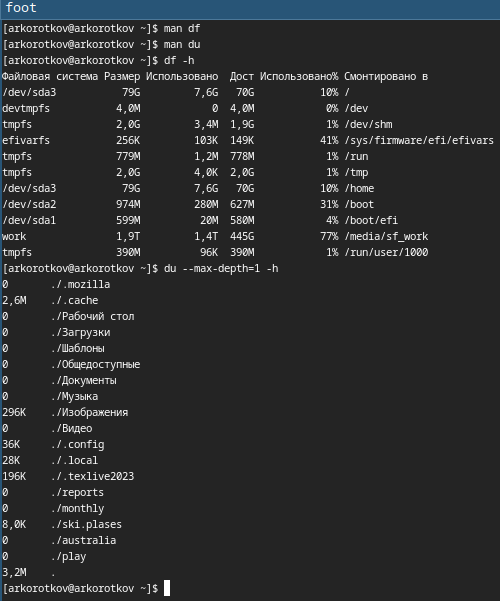 foot
[arkorotkov@arkorotkov ~]$ man df
[arkorotkov@arkorotkov ~]$ man du
[arkorotkov@arkorotkov ~]$ df -h
Файловая система Размер Использовано  Дост Использовано% Смонтировано в
/dev/sda3           79G         7,6G   70G           10% /
devtmpfs           4,0M            0  4,0M            0% /dev
tmpfs              2,0G         3,4M  1,9G            1% /dev/shm
efivarfs           256K         103K  149K           41% /sys/firmware/efi/efivars
tmpfs              779M         1,2M  778M            1% /run
tmpfs              2,0G         4,0K  2,0G            1% /tmp
/dev/sda3           79G         7,6G   70G           10% /home
/dev/sda2          974M         280M  627M           31% /boot
/dev/sda1          599M          20M  580M            4% /boot/efi
work               1,9T         1,4T  445G           77% /media/sf_work
tmpfs              390M          96K  390M            1% /run/user/1000
[arkorotkov@arkorotkov ~]$ du --max-depth=1 -h
0       ./.mozilla
2,6M    ./.cache
0       ./Рабочий стол
0       ./Загрузки
0       ./Шаблоны
0       ./Общедоступные
0       ./Документы
0       ./Музыка
296K    ./Изображения
0       ./Видео
36K     ./.config
28K     ./.local
196K    ./.texlive2023
0       ./reports
0       ./monthly
8,0K    ./ski.plases
0       ./australia
0       ./play
3,2M    .
[arkorotkov@arkorotkov ~]$